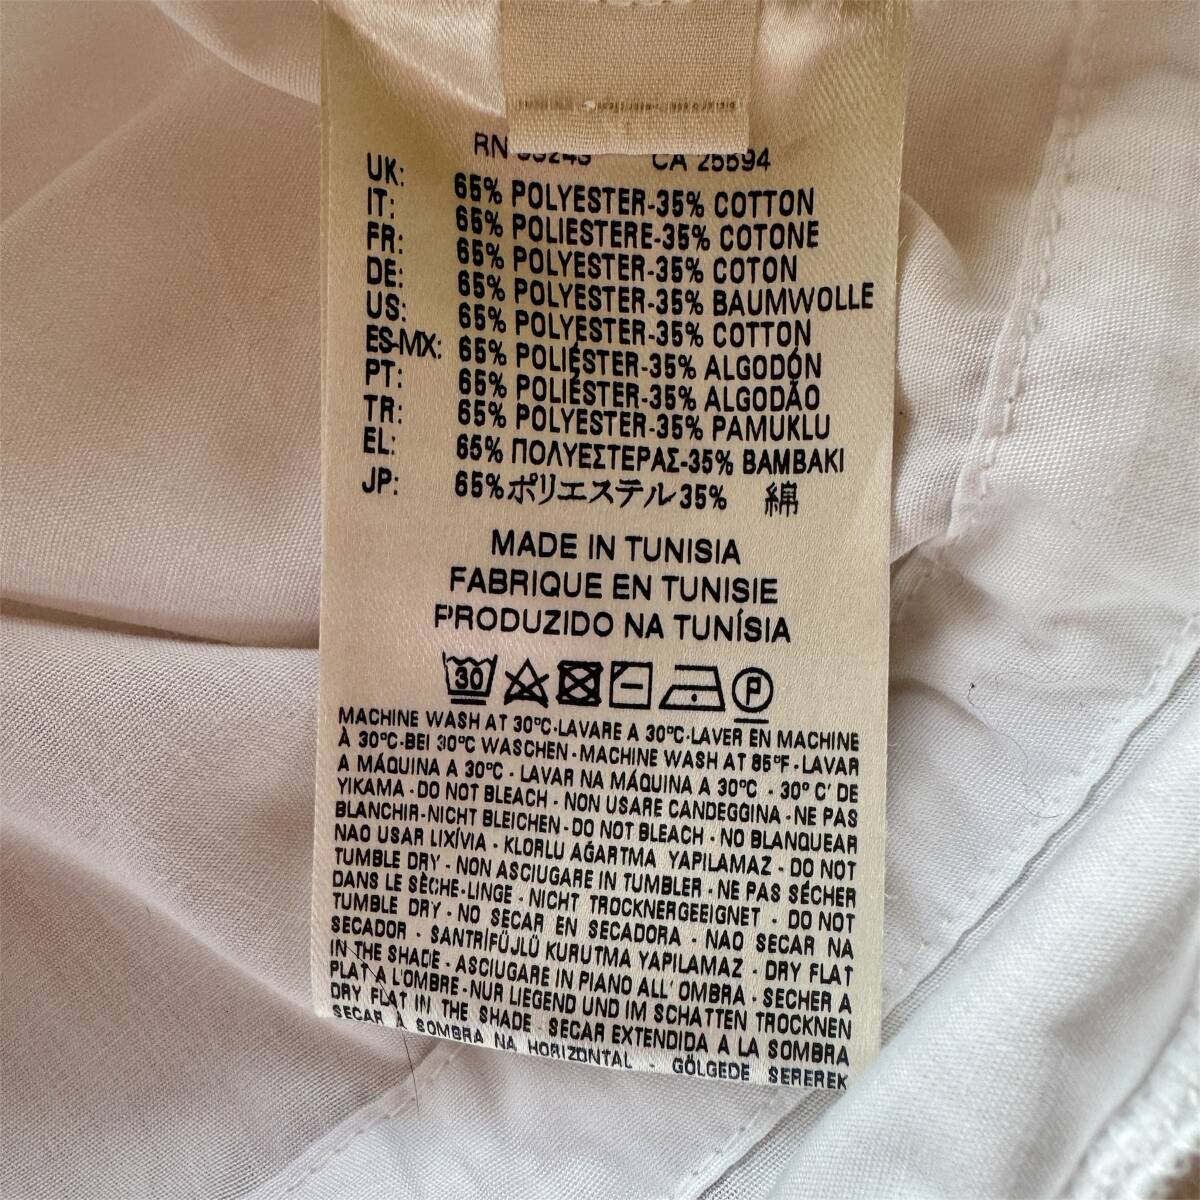 RN CA 25594
UK: 65% POLYESTER-35% COTTON
IT: 65% POLIESTERE-35% COTONE
FR: 65% POLYESTER-35% COTON
DE: 65% POLYESTER-35% BAUMWOLLE
US: 65% POLYESTER-35% COTTON
ES-MX: 65% POLIÉSTER-35% ALGODÓN
PT: 65% POLIÉSTER-35% ALGODÃO
TR: 65% POLYESTER-35% PAMUKLU
EL: 65% ΠΟΛΥΕΣΤΕΡΑΣ-35% ΒΑΜΒΑΚΙ
JP: 65%ポリエステル35% 綿
MADE IN TUNISIA
FABRIQUE EN TUNISIE
PRODUZIDO NA TUNÍSIA
30 P
MACHINE WASH AT 30°C-LAVARE A 30°C-LAVER EN MACHINE
À 30°C-BEI 30°C WASCHEN-MACHINE WASH AT 85°F-LAVAR
A MÁQUINA A 30°C - LAVAR NA MÁQUINA A 30°C - 30° C' DE
YIKAMA - DO NOT BLEACH - NON USARE CANDEGGINA -NE PAS
BLANCHIR-NICHT BLEICHEN-DO NOT BLEACH - NO BLANQUEAR
NAO USAR LIXÍVIA - KLORLU AĞARTMA YAPILAMAZ - DO NOT
TUMBLE DRY - NON ASCIUGARE IN TUMBLER -NE PAS SÉCHER
DANS LE SÈCHE-LINGE - NICHT TROCKNERGEEIGNET - DO NOT
TUMBLE DRY -NO SECAR EN SECADORA - NAO SECAR NA
SECADOR - SANTRÍFÜJLÜ KURUTMA YAPILAMAZ - DRY FLAT
IN THE SHADE - ASCIUGARE IN PIANO ALL' OMBRA - SECHER A
PLAT A L'OMBRE-NUR LIEGEND UND IM SCHATTEN TROCKNEN
DRY FLAT IN THE SHADE SECAR EXTENDIDA A LA SOMBRA
SECAR À SOMBRA NA HORIZONTAL - GÖLGEDE SEREREK